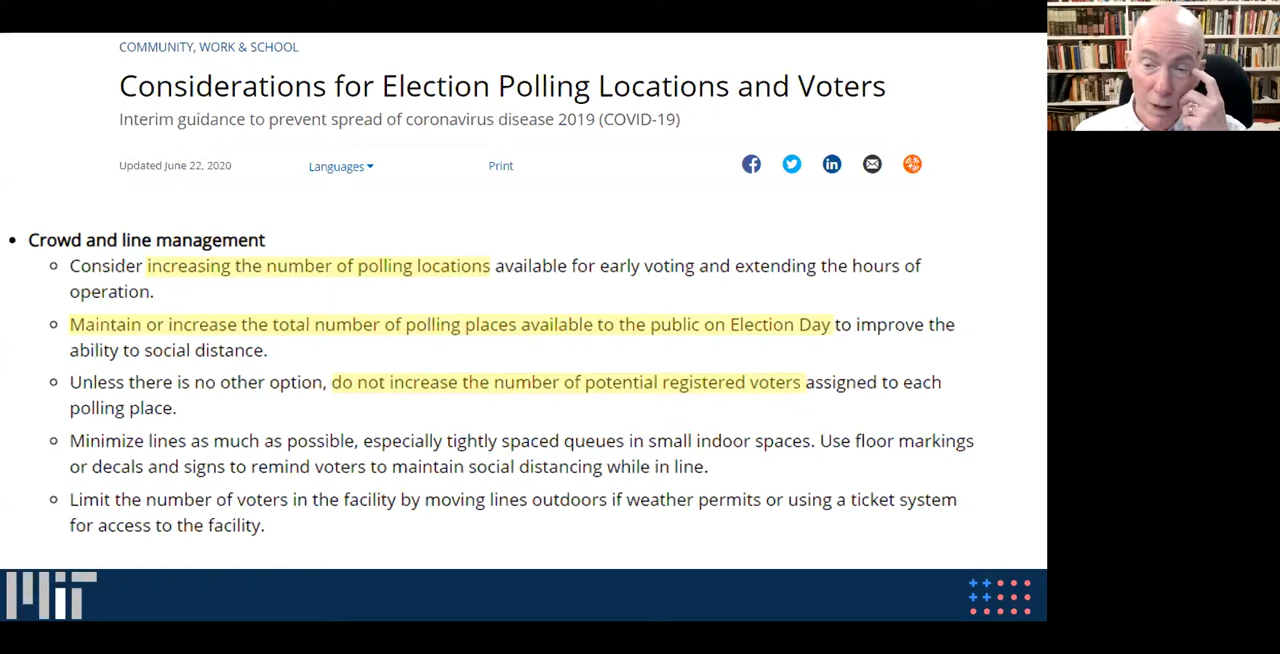 COMMUNITY, WORK & SCHOOL
Considerations for Election Polling Locations and Voters
Interim guidance to prevent spread of coronavirus disease 2019 (COVID-19)
Updated June 22, 2020 Languages Print
• Crowd and line management
Consider increasing the number of polling locations available for early voting and extending the hours of
operation.
Maintain or increase the total number of polling places available to the public on Election Day to improve the
ability to social distance.
Unless there is no other option, do not increase the number of potential registered voters assigned to each
polling place.
Minimize lines as much as possible, especially tightly spaced queues in small indoor spaces. Use floor markings
or decals and signs to remind voters to maintain social distancing while in line.
Limit the number of voters in the facility by moving lines outdoors if weather permits or using a ticket system
for access to the facility.
MIT